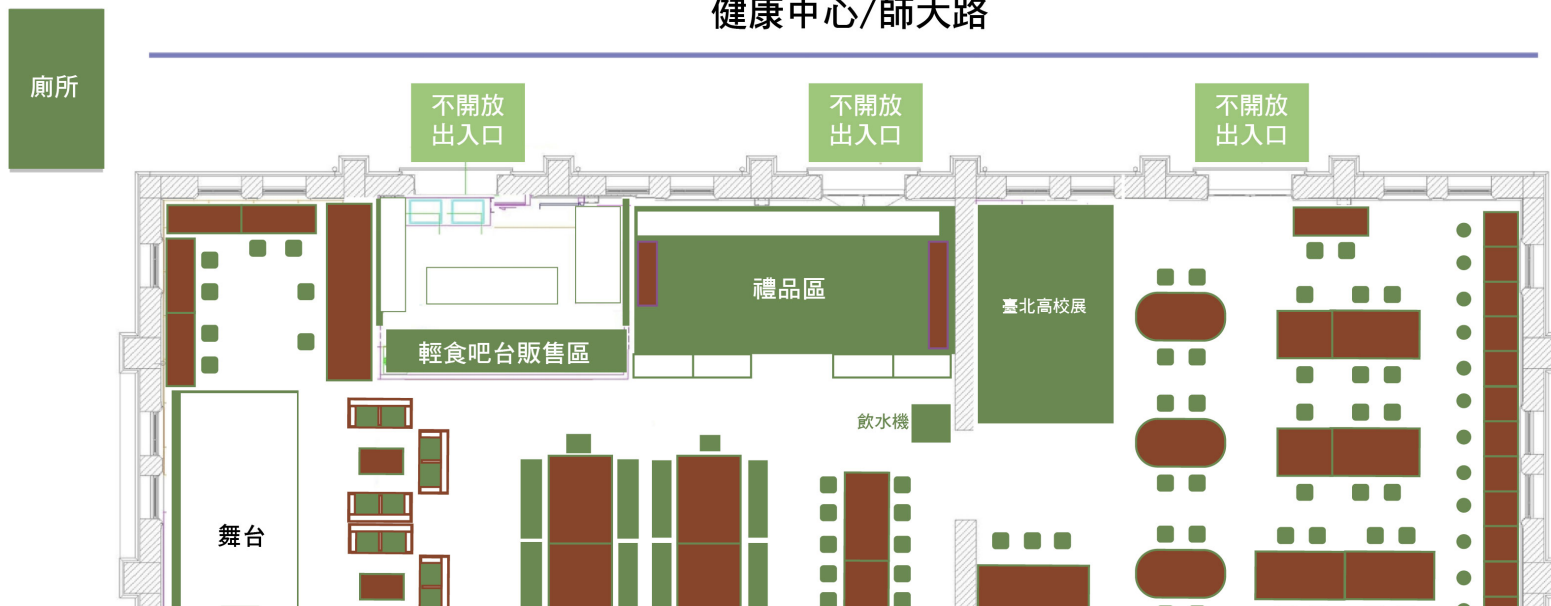 健康中心/師大路
廁所
不開放
出入口
不開放
出入口
不開放
出入口
禮品區
臺北高校展
輕食吧台販售區
飲水機
舞台